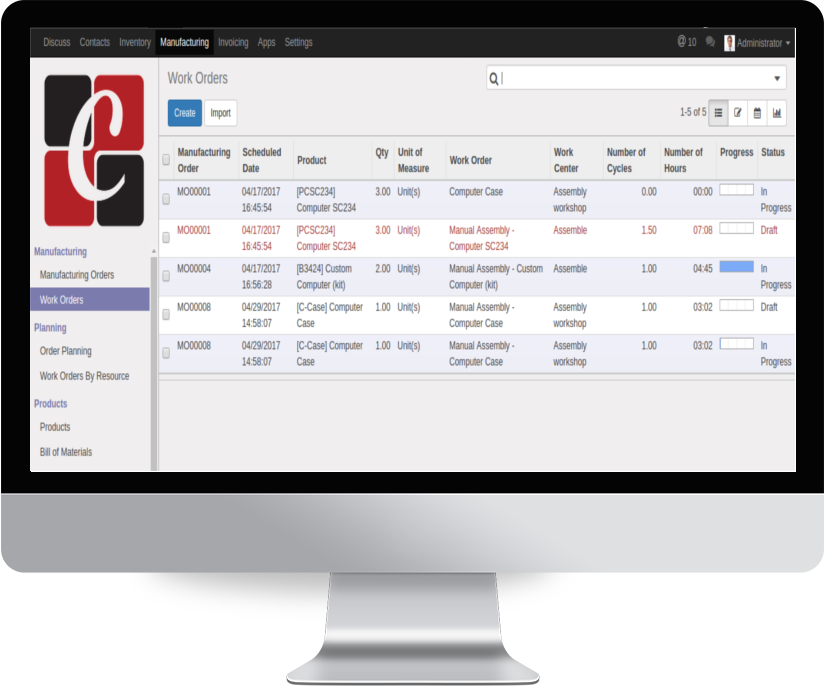 Discuss Contacts Inventory Manufacturing Invoicing Apps Settings @ 10 Administrator
C
Work Orders
Create Import 1-5 of 5
Manufacturing Order Scheduled Date Product Qty Unit of Measure Work Order Work Center Number of Cycles Number of Hours Progress Status
MO00001 04/17/2017 16:45:54 [PCSC234] Computer SC234 3.00 Unit(s) Computer Case Assembly workshop 0.00 00:00 In Progress
MO00001 04/17/2017 16:45:54 [PCSC234] Computer SC234 3.00 Unit(s) Manual Assembly - Computer SC234 Assemble 1.50 07:08 Draft
MO00004 04/17/2017 16:56:28 [B3424] Custom Computer (kit) 2.00 Unit(s) Manual Assembly - Custom Computer (kit) Assemble 1.00 04:45 In Progress
MO00008 04/29/2017 14:58:07 [C-Case] Computer Case 1.00 Unit(s) Manual Assembly - Computer Case Assembly workshop 1.00 03:02 Draft
MO00008 04/29/2017 14:58:07 [C-Case] Computer Case 1.00 Unit(s) Manual Assembly - Computer Case Assembly workshop 1.00 03:02 In Progress
Manufacturing
Manufacturing Orders
Work Orders
Planning
Order Planning
Work Orders By Resource
Products
Products
Bill of Materials